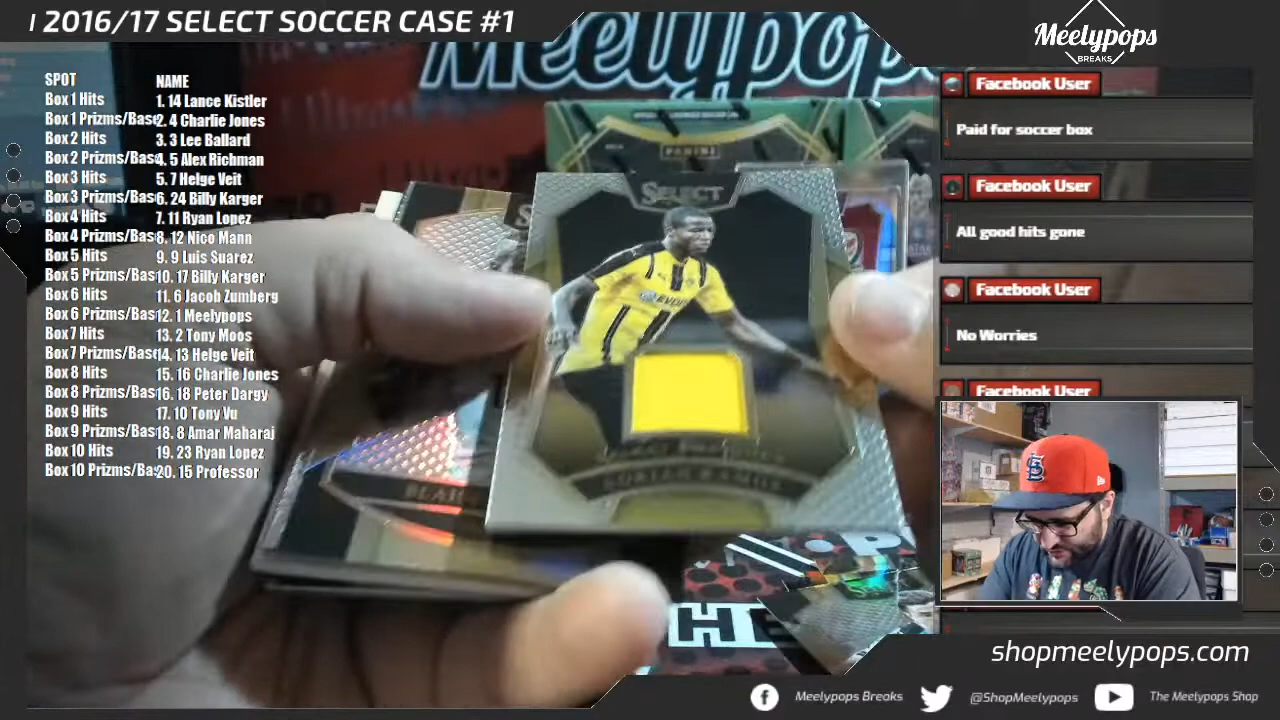 2016/17 SELECT SOCCER CASE #1
Meelypops
BREAKS
Meelypops
SPOT NAME
Box 1 Hits 1. 14 Lance Kistler
Box 1 Prizms/Base 2. 4 Charlie Jones
Box 2 Hits 3. 3 Lee Ballard
Box 2 Prizms/Base 4. 5 Alex Richman
Box 3 Hits 5. 7 Helge Veit
Box 3 Prizms/Base 6. 24 Billy Karger
Box 4 Hits 7. 11 Ryan Lopez
Box 4 Prizms/Bas 8. 12 Nico Mann
Box 5 Hits 9. 9 Luis Suarez
Box 5 Prizms/Bas 10. 17 Billy Karger
Box 6 Hits 11. 6 Jacob Zumberg
Box 6 Prizms/Bas 12. 1 Meelypops
Box 7 Hits 13. 2 Tony Moos
Box 7 Prizms/Base 14. 13 Helge Veit
Box 8 Hits 15. 16 Charlie Jones
Box 8 Prizms/Bas 16. 18 Peter Dargy
Box 9 Hits 17. 10 Tony Vu
Box 9 Prizms/Bas 18. 8 Amar Maharaj
Box 10 Hits 19. 23 Ryan Lopez
Box 10 Prizms/Bas 20. 15 Professor
PANINI
SELECT
EVO
Facebook User
Paid for soccer box
Facebook User
All good hits gone
Facebook User
No Worries
Facebook User
shopmeelypops.com
Meelypops Breaks
@ShopMeelypops
The Meelypops Shop